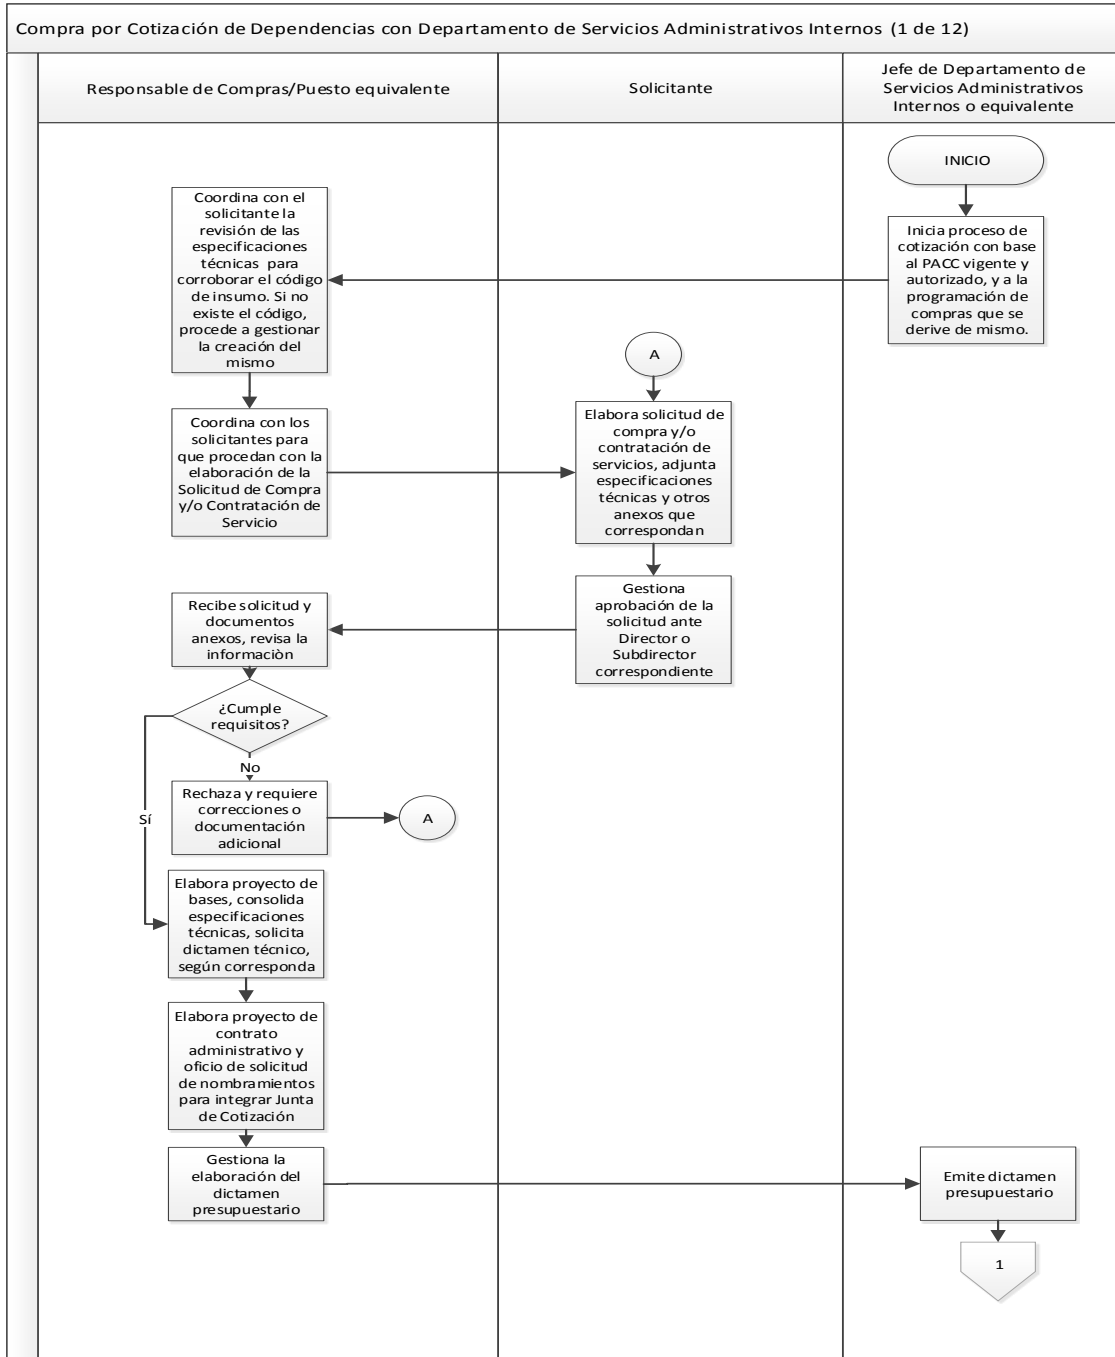 Compra por Cotización de Dependencias con Departamento de Servicios Administrativos Internos (1 de 12)
Responsable de Compras/Puesto equivalente
Solicitante
Jefe de Departamento de
Servicios Administrativos
Internos o equivalente
INICIO
Inicia proceso de
cotización con base
al PACC vigente y
autorizado, y a la
programación de
compras que se
derive de mismo.
Coordina con el
solicitante la
revisión de las
especificaciones
técnicas para
corroborar el código
de insumo. Si no
existe el código,
procede a gestionar
la creación del
mismo
Coordina con los
solicitantes para
que procedan con la
elaboración de la
Solicitud de Compra
y/o Contratación de
Servicio
A
Elabora solicitud de
compra y/o
contratación de
servicios, adjunta
especificaciones
técnicas y otros
anexos que
correspondan
Gestiona
aprobación de la
solicitud ante
Director o
Subdirector
correspondiente
Recibe solicitud y
documentos
anexos, revisa la
informaciòn
¿Cumple
requisitos?
No
Sí
Rechaza y requiere
correcciones o
documentación
adicional
A
Elabora proyecto de
bases, consolida
especificaciones
técnicas, solicita
dictamen técnico,
según corresponda
Elabora proyecto de
contrato
administrativo y
oficio de solicitud
de nombramientos
para integrar Junta
de Cotización
Gestiona la
elaboración del
dictamen
presupuestario
Emite dictamen
presupuestario
1